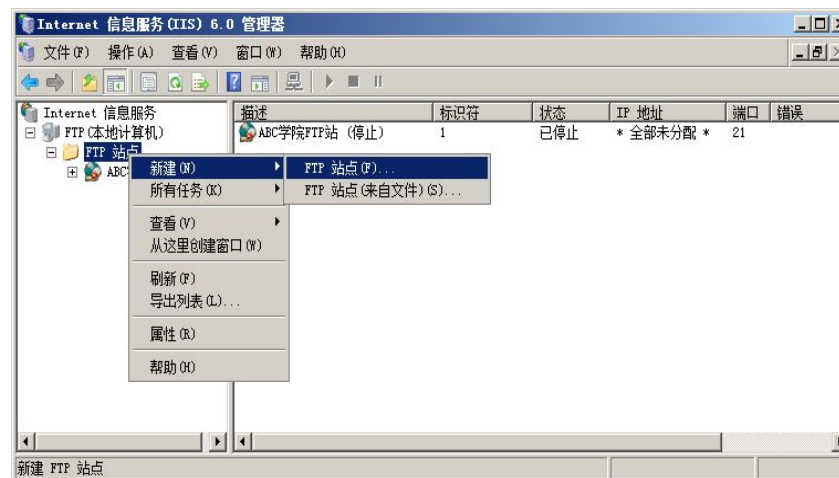 Internet 信息服务(IIS) 6.0 管理器
文件(F) 操作(A) 查看(V) 窗口(W) 帮助(H)
Internet 信息服务
FTP (本地计算机)
FTP 站点
ABC
描述 标识符 状态 IP 地址 端口 错误
ABC学院FTP站 (停止) 1 已停止 * 全部未分配 * 21
新建(N)
所有任务(K)
查看(V)
从这里创建窗口(W)
刷新(F)
导出列表(L)...
属性(R)
帮助(H)
FTP 站点(F)...
FTP 站点(来自文件)(S)...
新建 FTP 站点